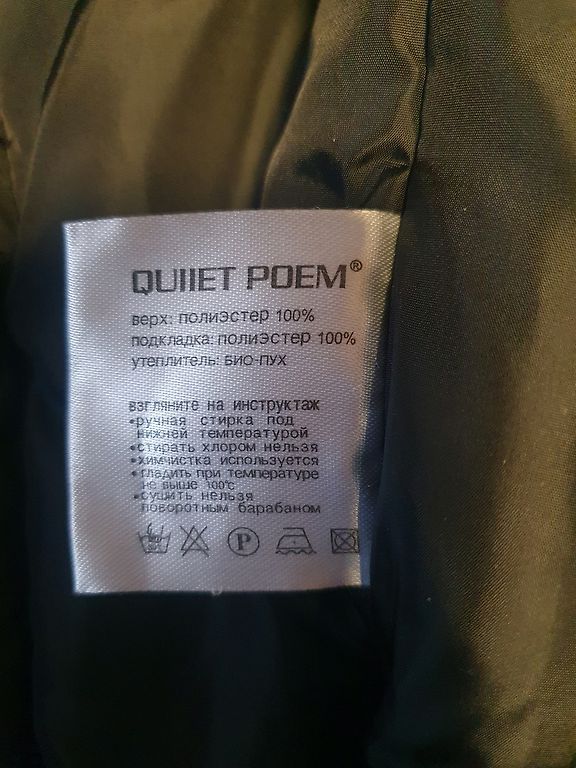 QUIIET POEM®
верх: полиэстер 100%
подкладка: полиэстер 100%
утеплитель: БИО-ПУХ
взгляните на инструктаж
•ручная стирка под
нижней температурой
•стирать хлором нельзя
•химчистка используется
•гладить при температуре
не выше 100℃
•сушить нельзя
поворотным барабаном
P